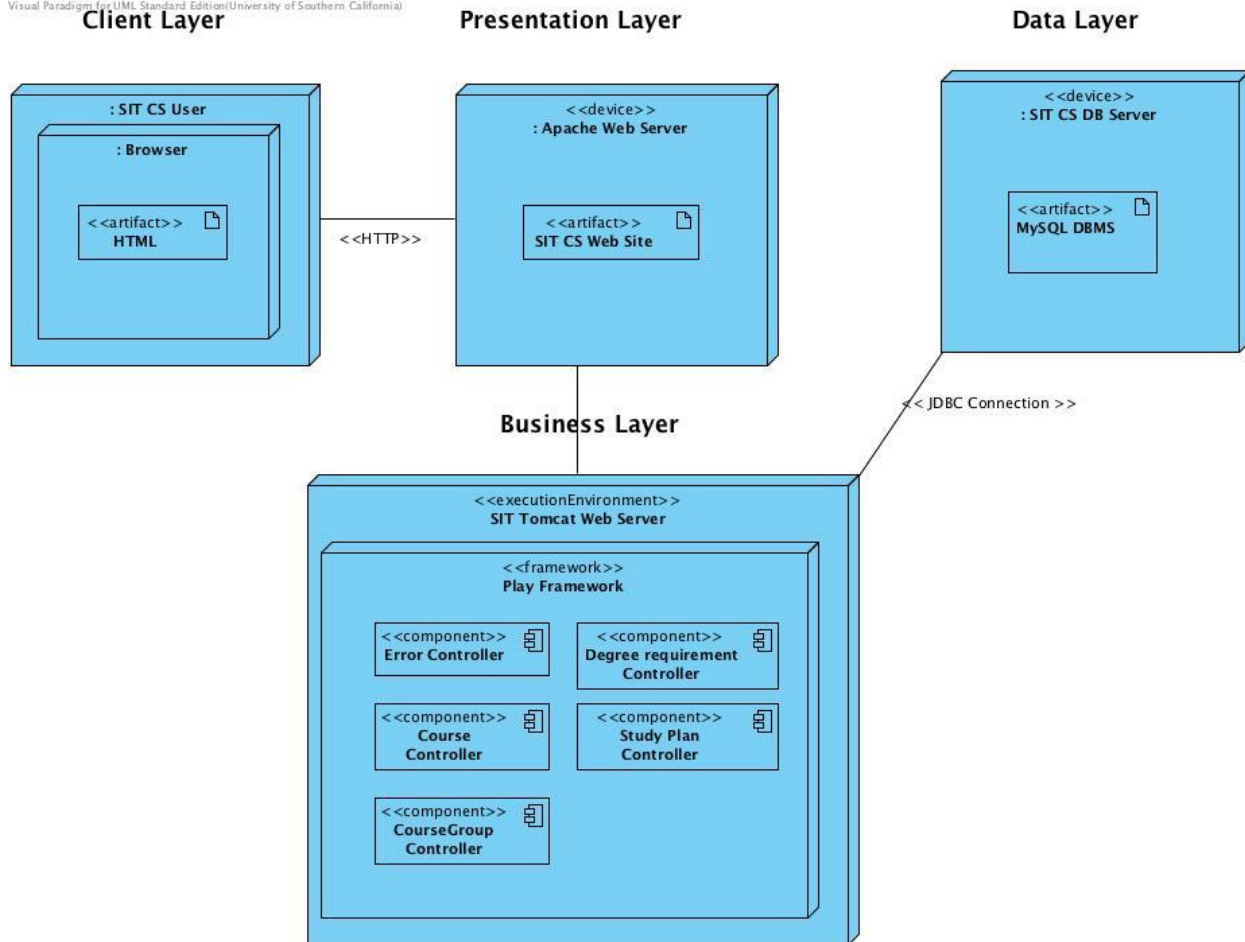 Visual Paradigm for UML Standard Edition(University of Southern California)
Client Layer
Presentation Layer
Data Layer
: SIT CS User
: Browser
<<artifact>>
HTML
<<HTTP>>
<<device>>
: Apache Web Server
<<artifact>>
SIT CS Web Site
<<device>>
: SIT CS DB Server
<<artifact>>
MySQL DBMS
<< JDBC Connection >>
Business Layer
<<executionEnvironment>>
SIT Tomcat Web Server
<<framework>>
Play Framework
<<component>>
Error Controller
<<component>>
Degree requirement
Controller
<<component>>
Course
Controller
<<component>>
Study Plan
Controller
<<component>>
CourseGroup
Controller